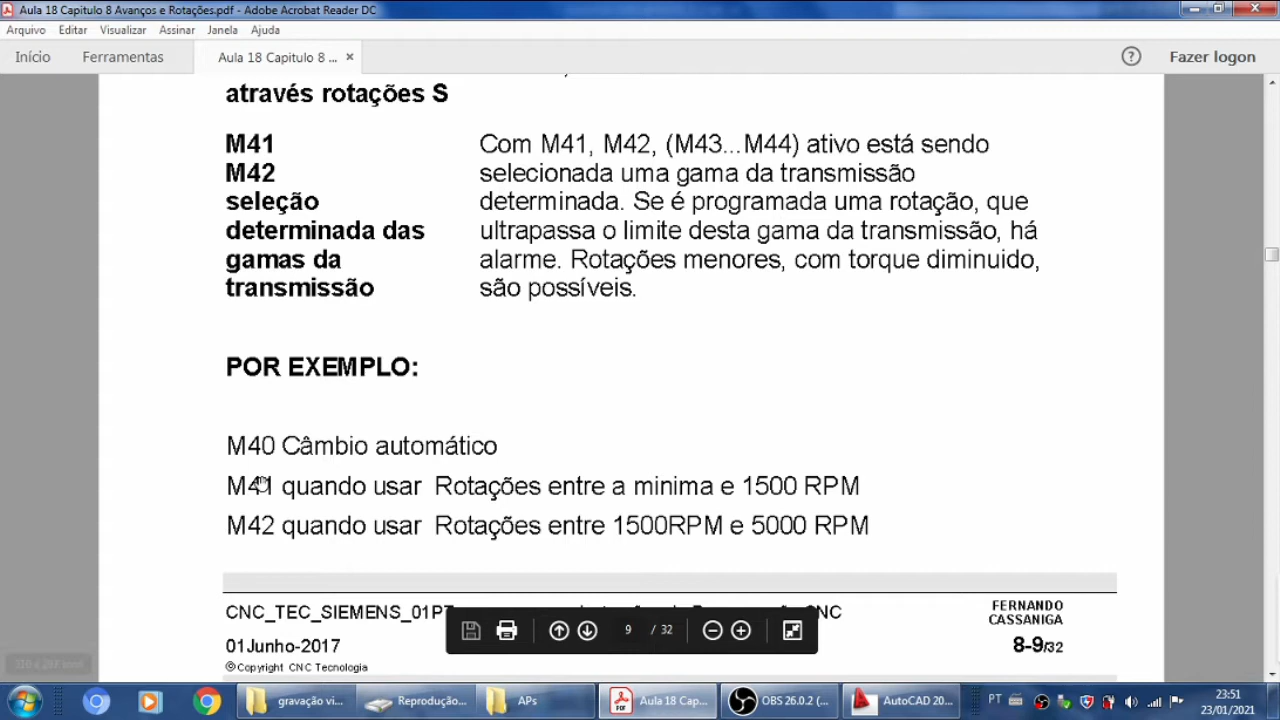 Aula 18 Capitulo 8 Avanços e Rotações.pdf - Adobe Acrobat Reader DC
Arquivo Editar Visualizar Assinar Janela Ajuda
Início Ferramentas Aula 18 Capitulo 8 ... × ? Fazer logon
através rotações S
M41
M42
seleção
determinada das
gamas da
transmissão
Com M41, M42, (M43...M44) ativo está sendo
selecionada uma gama da transmissão
determinada. Se é programada uma rotação, que
ultrapassa o limite desta gama da transmissão, há
alarme. Rotações menores, com torque diminuido,
são possíveis.
POR EXEMPLO:
M40 Câmbio automático
M41 quando usar Rotações entre a minima e 1500 RPM
M42 quando usar Rotações entre 1500RPM e 5000 RPM
CNC_TEC_SIEMENS_01PT
01Junho-2017
©Copyright CNC Tecnologia
FERNANDO
CASSANIGA
8-9/32
9 / 32
gravação vi... Reprodução... APs Aula 18 Cap... OBS 26.0.2 (... AutoCAD 20... PT
23:51
23/01/2021